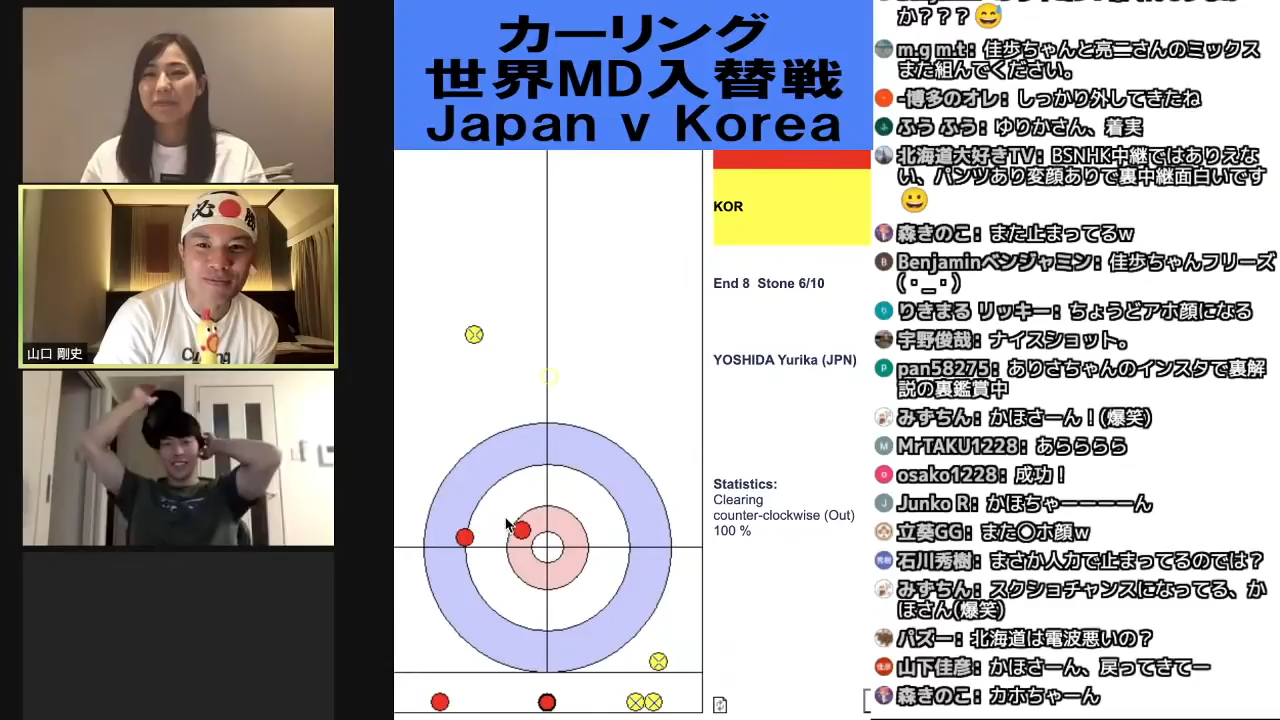 必 勝
山口 剛史
カーリング
世界MD入替戦
Japan v Korea
KOR
End 8 Stone 6/10
YOSHIDA Yurika (JPN)
Statistics:
Clearing
counter-clockwise (Out)
100 %
か？？？😅
m.g m.t: 佳歩ちゃんと亮二さんのミックス
また組んでください。
-博多のオレ: しっかり外してきたね
ふう ふう: ゆりかさん、着実
北海道大好きTV: BSNHK中継ではありえな
い、パンツあり変顔ありで裏中継面白いです
😀
森きのこ: また止まってるw
Benjaminベンジャミン: 佳歩ちゃんフリーズ
(・_・)
りきまる リッキー: ちょうどアホ顔になる
宇野俊哉: ナイスショット。
pan58275: ありさちゃんのインスタで裏解
説の裏鑑賞中
みずちん: かほさーん！(爆笑)
MrTAKU1228: あらららら
osako1228: 成功！
Junko R: かほちゃーーーーん
立葵GG: また〇ホ顔w
石川秀樹: まさか人力で止まってるのでは？
みずちん: スクショチャンスになってる、か
ほさん(爆笑)
パズー: 北海道は電波悪いの？
山下佳彦: かほさーん、戻ってきてー
森きのこ: カホちゃーん